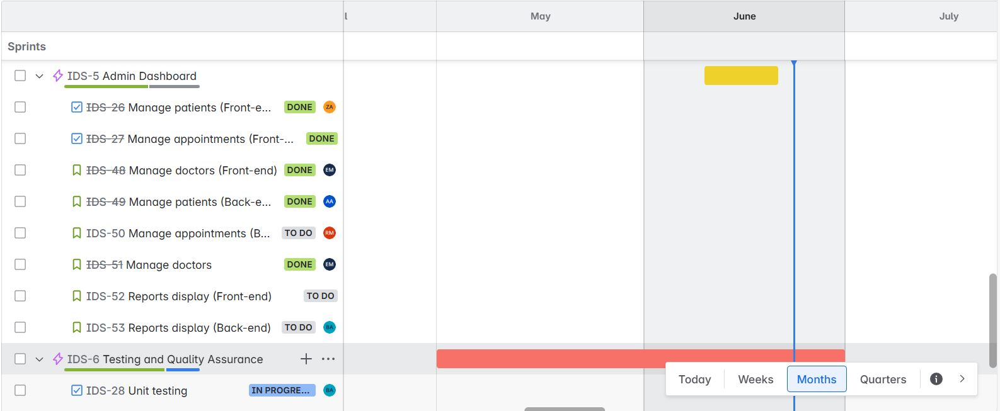 l May June July
Sprints
IDS-5 Admin Dashboard
IDS-26 Manage patients (Front-e... DONE ZA
IDS-27 Manage appointments (Front-... DONE
IDS-48 Manage doctors (Front-end) DONE EM
IDS-49 Manage patients (Back-e... DONE AA
IDS-50 Manage appointments (B... TO DO RM
IDS-51 Manage doctors DONE EM
IDS-52 Reports display (Front-end) TO DO
IDS-53 Reports display (Back-end) TO DO BA
IDS-6 Testing and Quality Assurance
Today Weeks Months Quarters
IDS-28 Unit testing IN PROGRE... BA